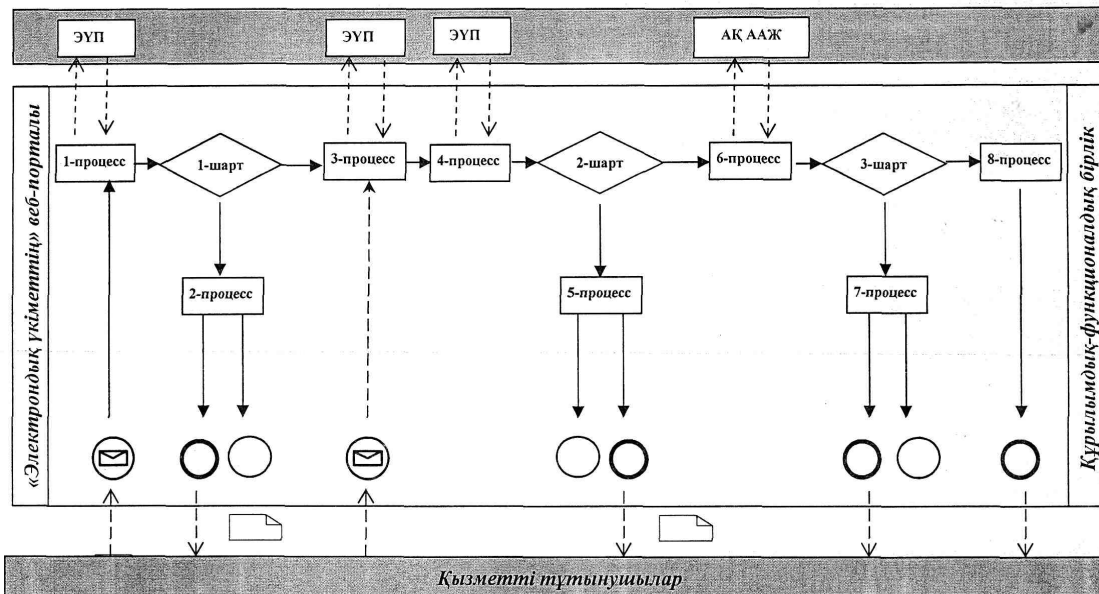 ЭҮП
ЭҮП
ЭҮП
АҚ ААЖ
«Электрондық үкіметтің» веб-порталы
1-процесс
1-шарт
3-процесс
4-процесс
2-шарт
6-процесс
3-шарт
8-процесс
2-процесс
5-процесс
7-процесс
Құрылымдық-функционалдық бірлік
Қызметті тұтынушылар